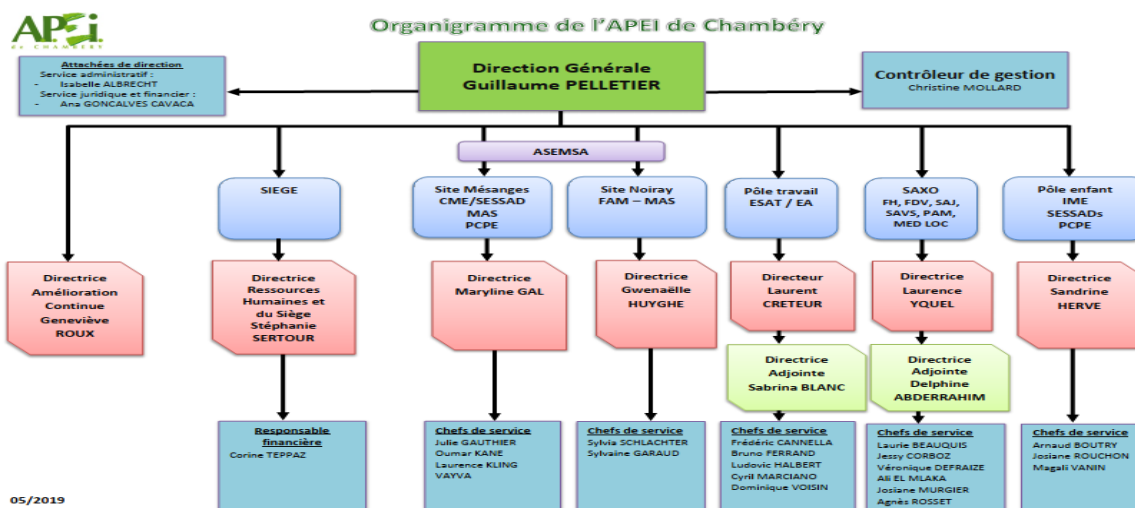 APEi
de CHAMBÉRY
Organigramme de l'APEI de Chambéry
Attachées de direction
Service administratif :
- Isabelle ALBRECHT
Service juridique et financier :
- Ana GONCALVES CAVACA
Direction Générale
Guillaume PELLETIER
Contrôleur de gestion
Christine MOLLARD
ASEMSA
SIEGE
Site Mésanges
CME/SESSAD
MAS
PCPE
Site Noiray
FAM – MAS
Pôle travail
ESAT / EA
SAXO
FH, FDV, SAJ,
SAVS, PAM,
MED LOC
Pôle enfant
IME
SESSADs
PCPE
Directrice
Amélioration
Continue
Geneviève
ROUX
Directrice
Ressources
Humaines et
du Siège
Stéphanie
SERTOUR
Directrice
Maryline GAL
Directrice
Gwenaëlle
HUYGHE
Directeur
Laurent
CRETEUR
Directrice
Laurence
YQUEL
Directrice
Sandrine
HERVE
Directrice
Adjointe
Sabrina BLANC
Directrice
Adjointe
Delphine
ABDERRAHIM
Responsable
financière
Corine TEPPAZ
Chefs de service
Julie GAUTHIER
Oumar KANE
Laurence KLING
VAYVA
Chefs de service
Sylvia SCHLACHTER
Sylvaine GARAUD
Chefs de service
Frédéric CANNELLA
Bruno FERRAND
Ludovic HALBERT
Cyril MARCIANO
Dominique VOISIN
Chefs de service
Laurie BEAUQUIS
Jessy CORBOZ
Véronique DEFRAIZE
Ali EL MLAKA
Josiane MURGIER
Agnès ROSSET
Chefs de service
Arnaud BOUTRY
Josiane ROUCHON
Magali VANIN
05/2019